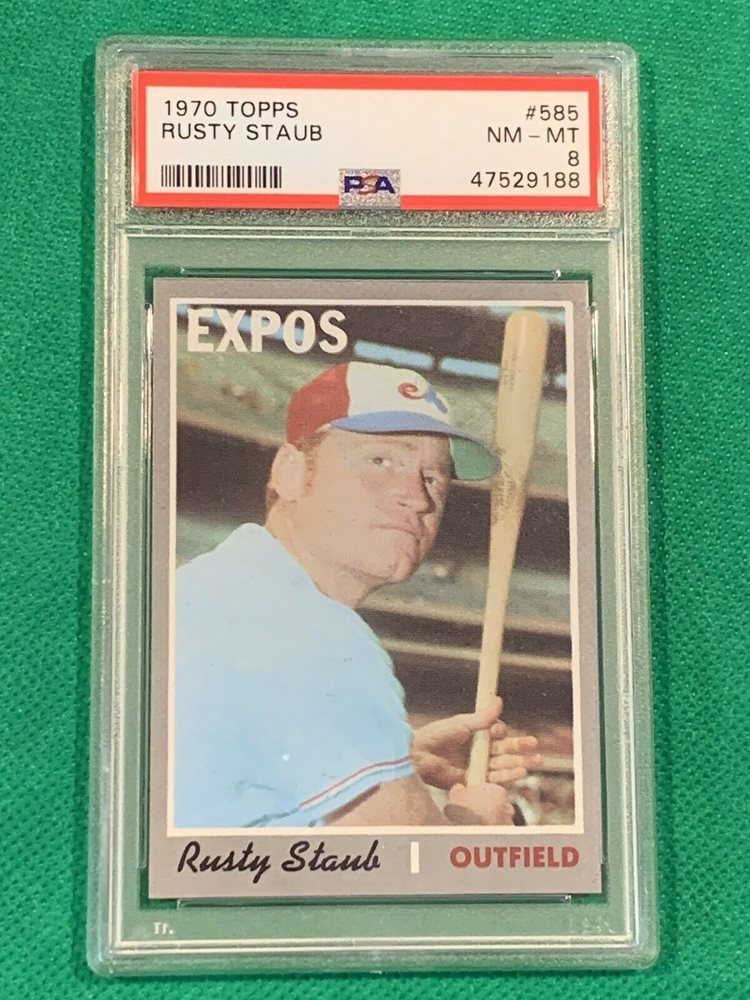 1970 TOPPS
#585
RUSTY STAUB
NM - MT
8
PSA
47529188
EXPOS
Rusty Staub
OUTFIELD